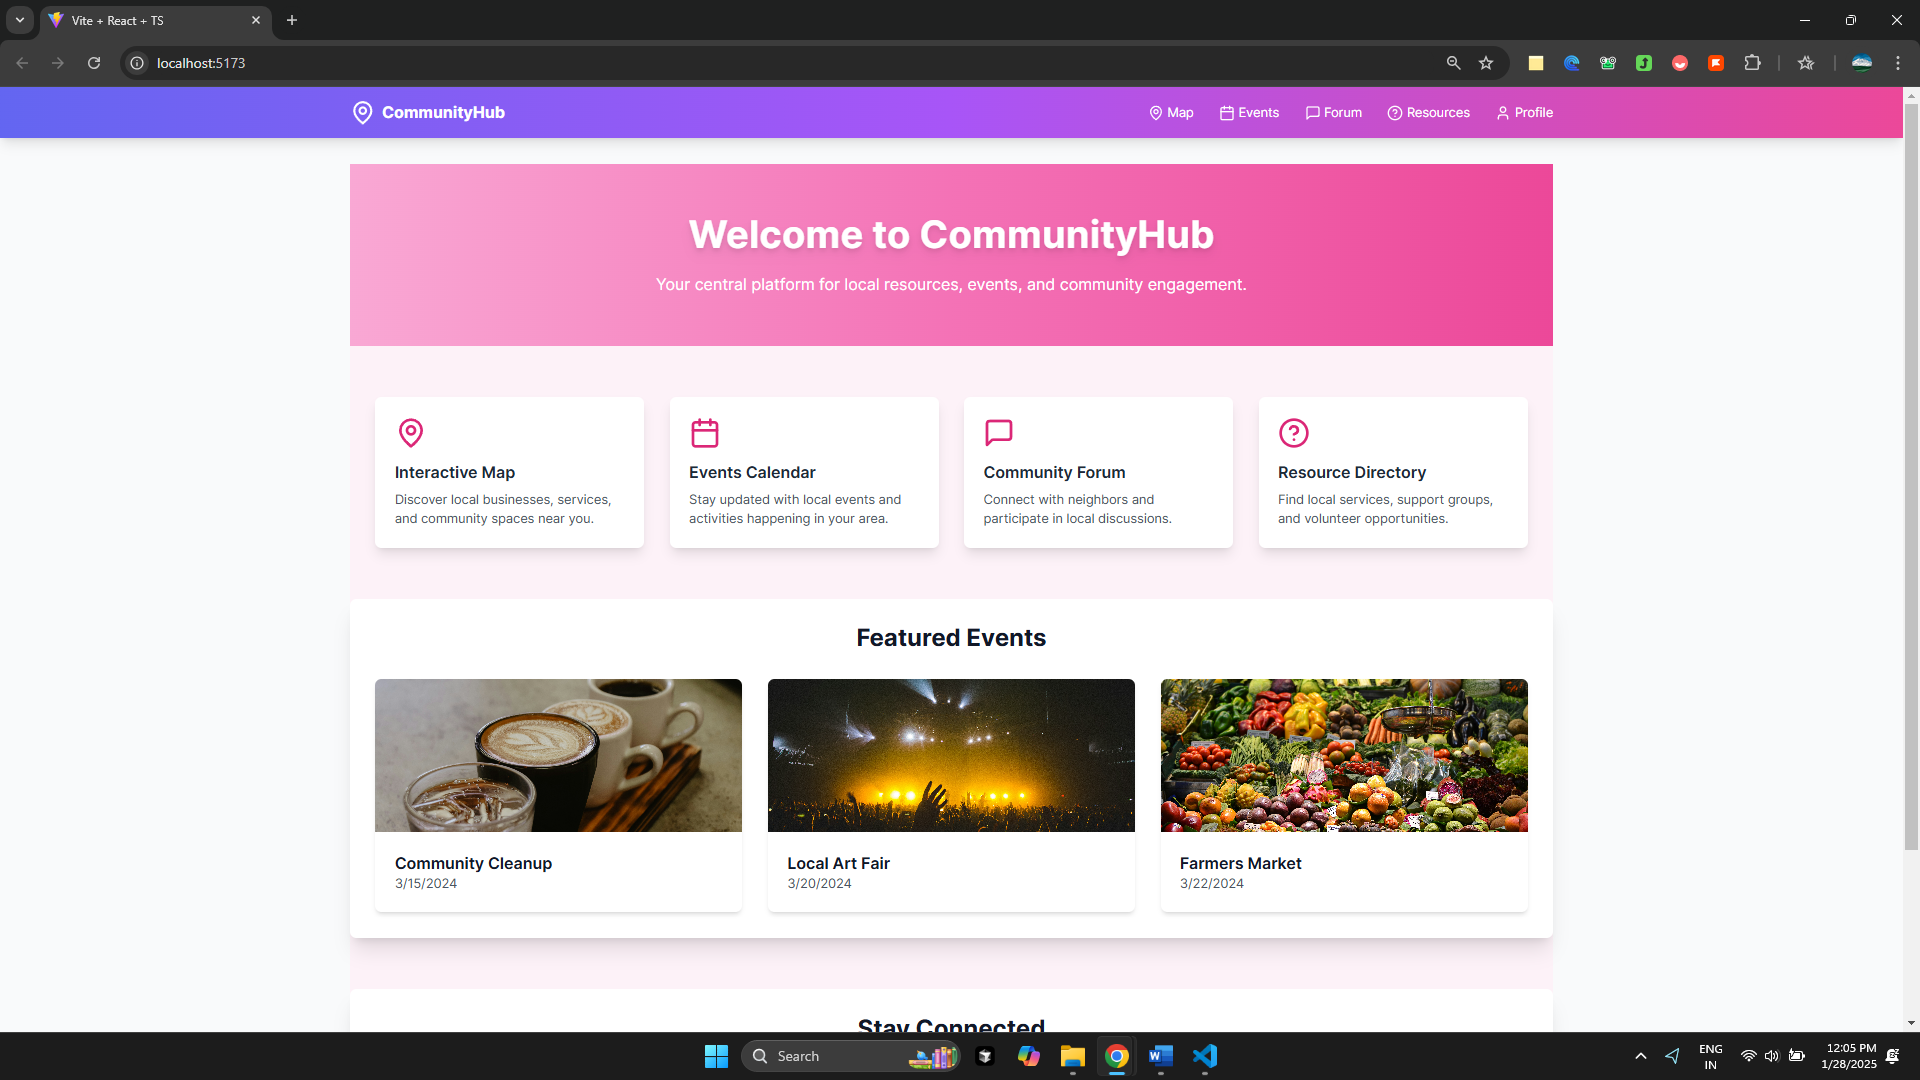 Vite + React + TS
localhost:5173
CommunityHub
Map
Events
Forum
Resources
Profile
Welcome to CommunityHub
Your central platform for local resources, events, and community engagement.
Interactive Map
Discover local businesses, services,
and community spaces near you.
Events Calendar
Stay updated with local events and
activities happening in your area.
Community Forum
Connect with neighbors and
participate in local discussions.
Resource Directory
Find local services, support groups,
and volunteer opportunities.
Featured Events
Community Cleanup
3/15/2024
Local Art Fair
3/20/2024
Farmers Market
3/22/2024
Stay Connected
Search
ENG
IN
12:05 PM
1/28/2025